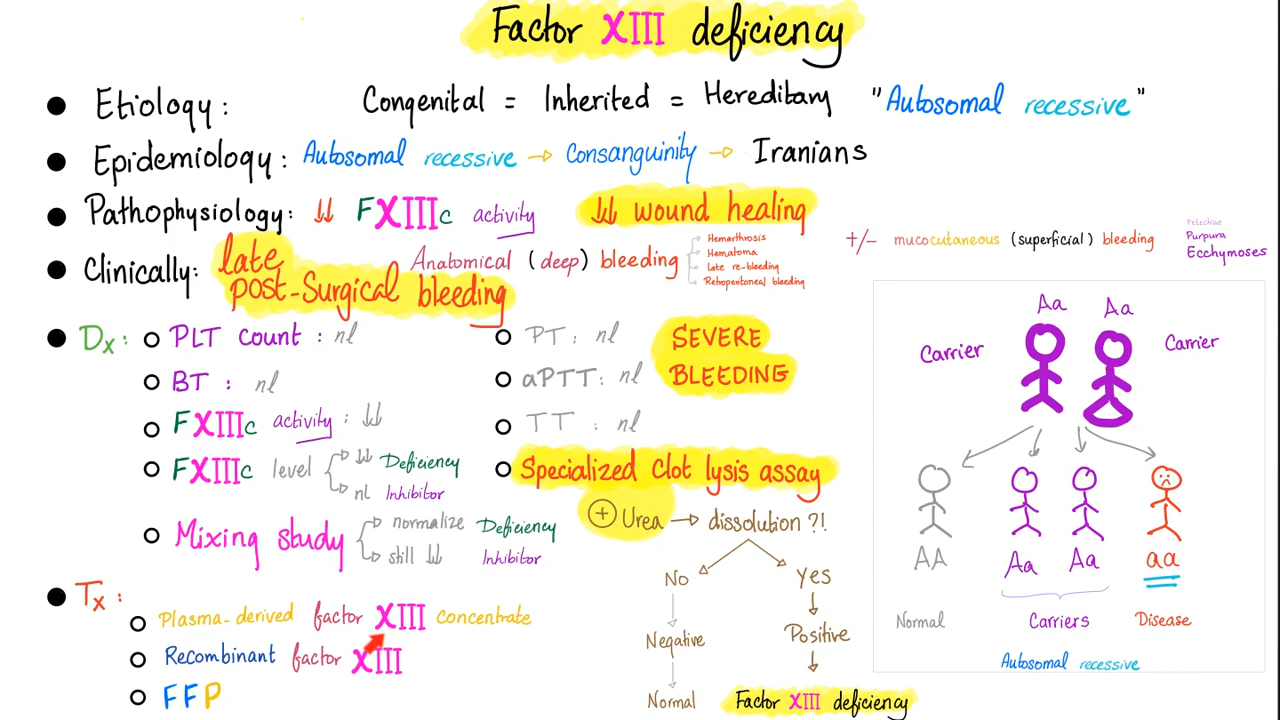 Factor XIII deficiency
Etiology: Congenital = Inherited = Hereditary "Autosomal recessive"
Epidemiology: Autosomal recessive → Consanguinity → Iranians
Pathophysiology: ↓↓ FXIIIc activity ↓↓ wound healing
+/- mucocutaneous (superficial) bleeding
Petechiae
Purpura
Ecchymoses
Clinically: late post-Surgical bleeding
Anatomical (deep) bleeding
Hemarthrosis
Hematoma
Late re-bleeding
Retroperitoneal bleeding
Dx:
PLT count: nl
BT: nl
FXIIIc activity: ↓↓
FXIIIc level
↓↓ Deficiency
nl Inhibitor
Mixing study
normalize Deficiency
still ↓↓ Inhibitor
PT: nl
aPTT: nl
TT: nl
SEVERE
BLEEDING
Specialized Clot lysis assay
+ Urea → dissolution ?!
No Yes
Negative Positive
Normal Factor XIII deficiency
Tx:
Plasma-derived factor XIII concentrate
Recombinant factor XIII
FFP
Aa Aa
Carrier Carrier
AA Aa Aa aa
Normal Carriers Disease
Autosomal recessive